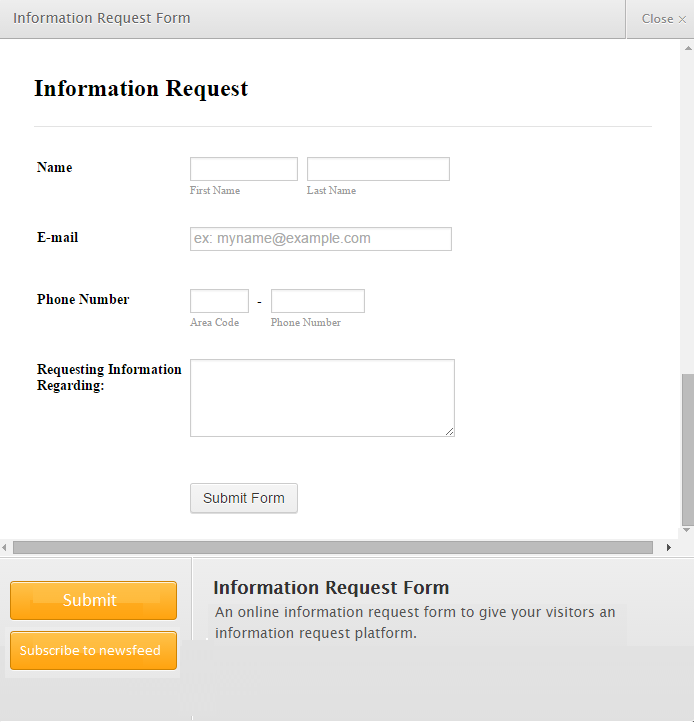 Information Request Form
Close ×
Information Request
Name
First Name
Last Name
E-mail
ex: myname@example.com
Phone Number
-
Area Code
Phone Number
Requesting Information
Regarding:
Submit Form
Submit
Subscribe to newsfeed
Information Request Form
An online information request form to give your visitors an
information request platform.